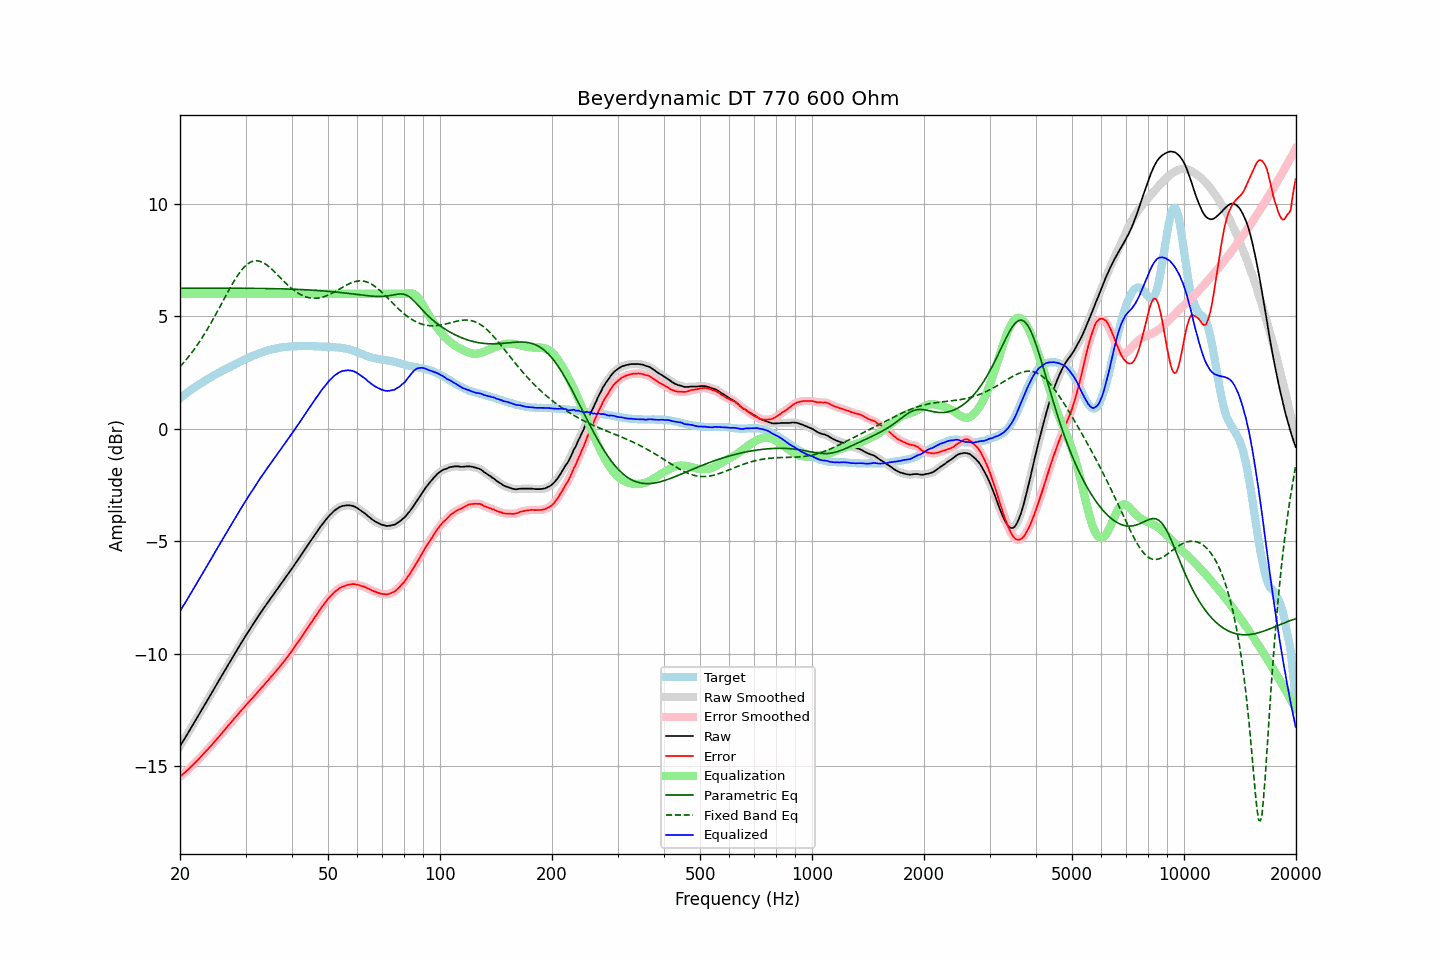 Beyerdynamic DT 770 600 Ohm
Amplitude (dBr)
10
5
0
−5
−10
−15
Target
Raw Smoothed
Error Smoothed
Raw
Error
Equalization
Parametric Eq
Fixed Band Eq
Equalized
20 50 100 200 500 1000 2000 5000 10000 20000
Frequency (Hz)